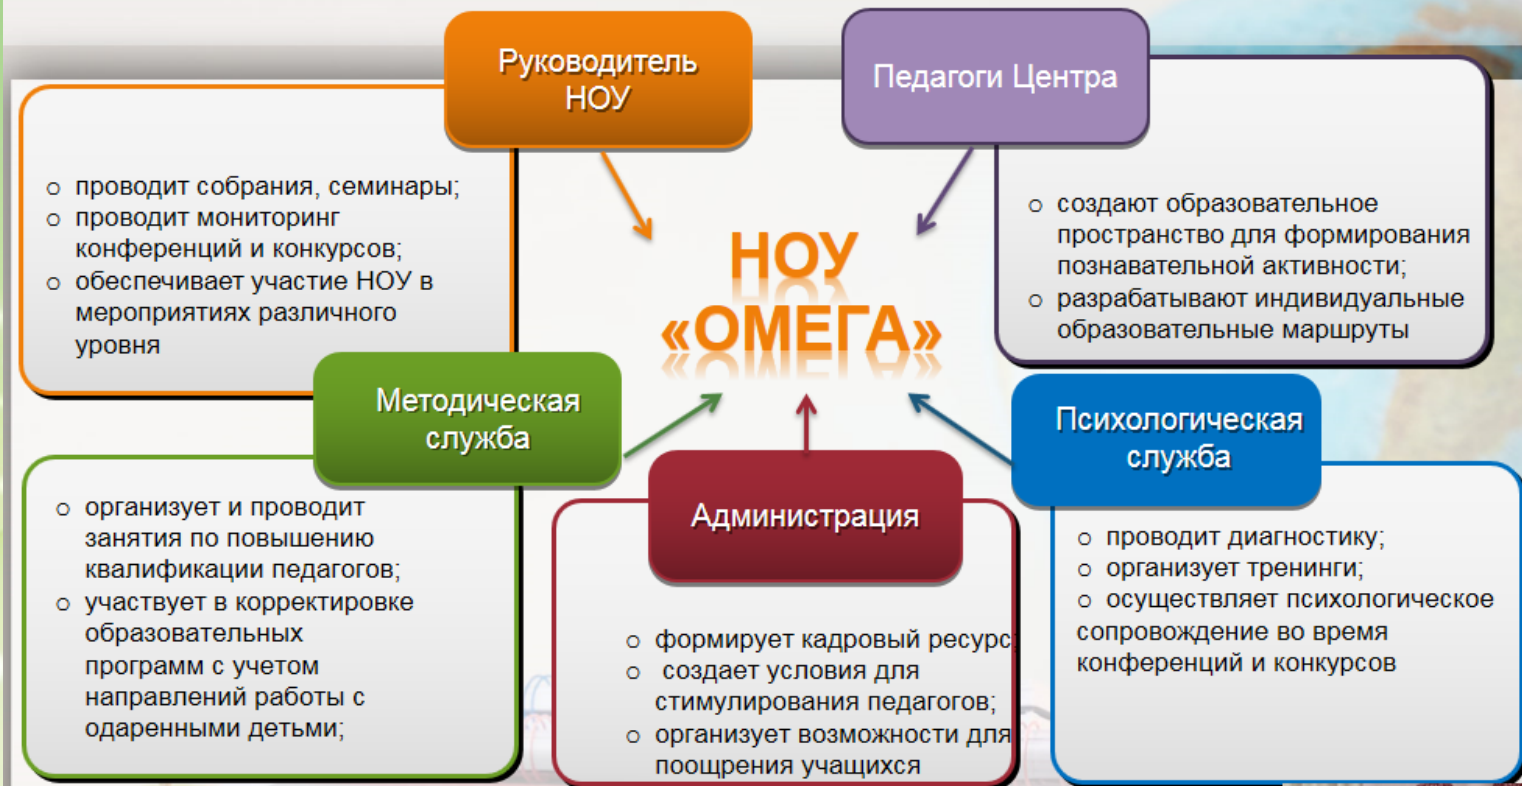 Руководитель
НОУ
○ проводит собрания, семинары;
○ проводит мониторинг
конференций и конкурсов;
○ обеспечивает участие НОУ в
мероприятиях различного
уровня
Педагоги Центра
○ создают образовательное
пространство для формирования
познавательной активности;
○ разрабатывают индивидуальные
образовательные маршруты
НОУ
«ОМЕГА»
Методическая
служба
○ организует и проводит
занятия по повышению
квалификации педагогов;
○ участвует в корректировке
образовательных
программ с учетом
направлений работы с
одаренными детьми;
Администрация
○ формирует кадровый ресурс;
○ создает условия для
стимулирования педагогов;
○ организует возможности для
поощрения учащихся
Психологическая
служба
○ проводит диагностику;
○ организует тренинги;
○ осуществляет психологическое
сопровождение во время
конференций и конкурсов